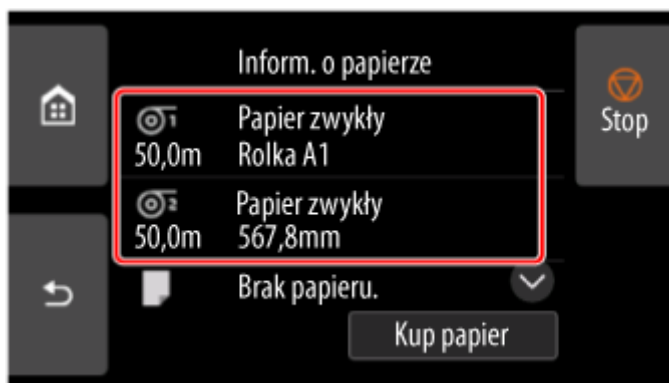 Inform. o papierze
1 Papier zwykły
50,0m Rolka A1
Stop
2 Papier zwykły
50,0m 567,8mm
Brak papieru.
Kup papier